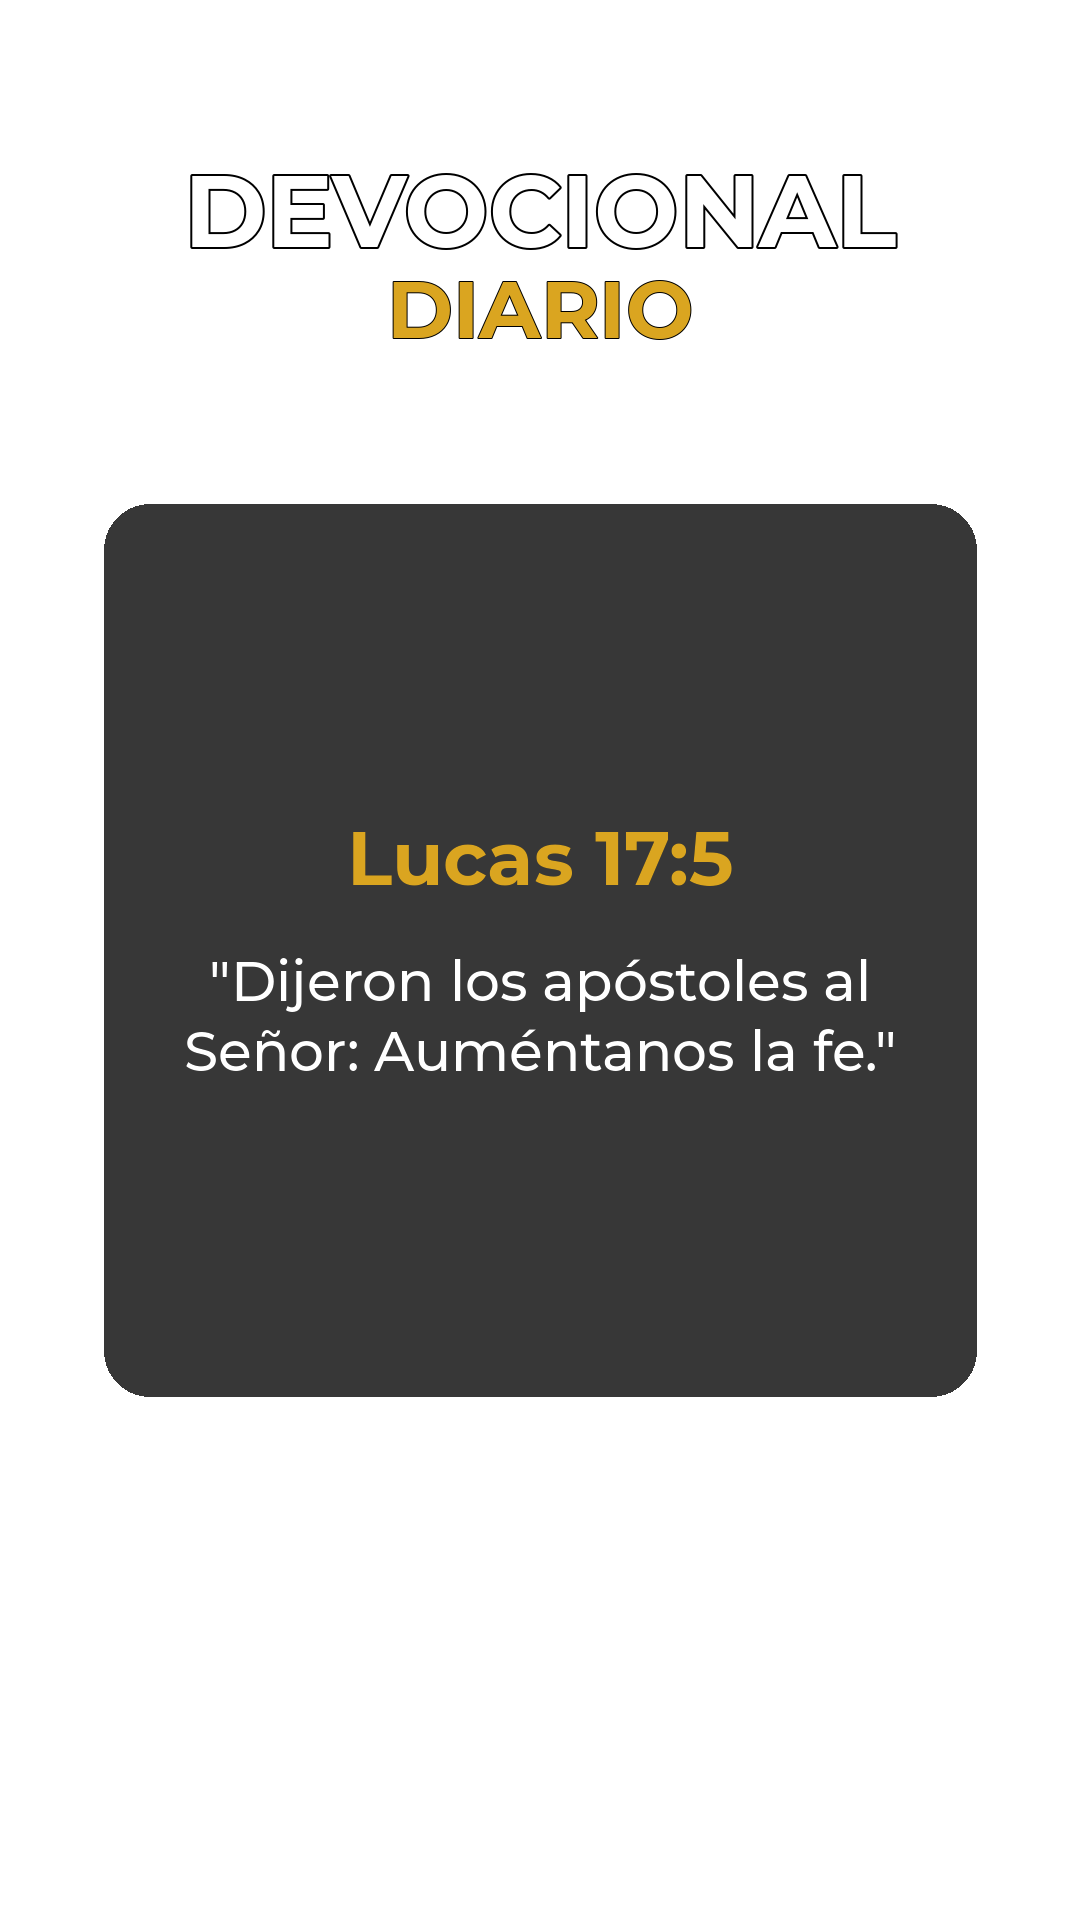 DEVOCIONAL
DIARIO
Lucas 17:5
"Dijeron los apóstoles al
Señor: Auméntanos la fe."